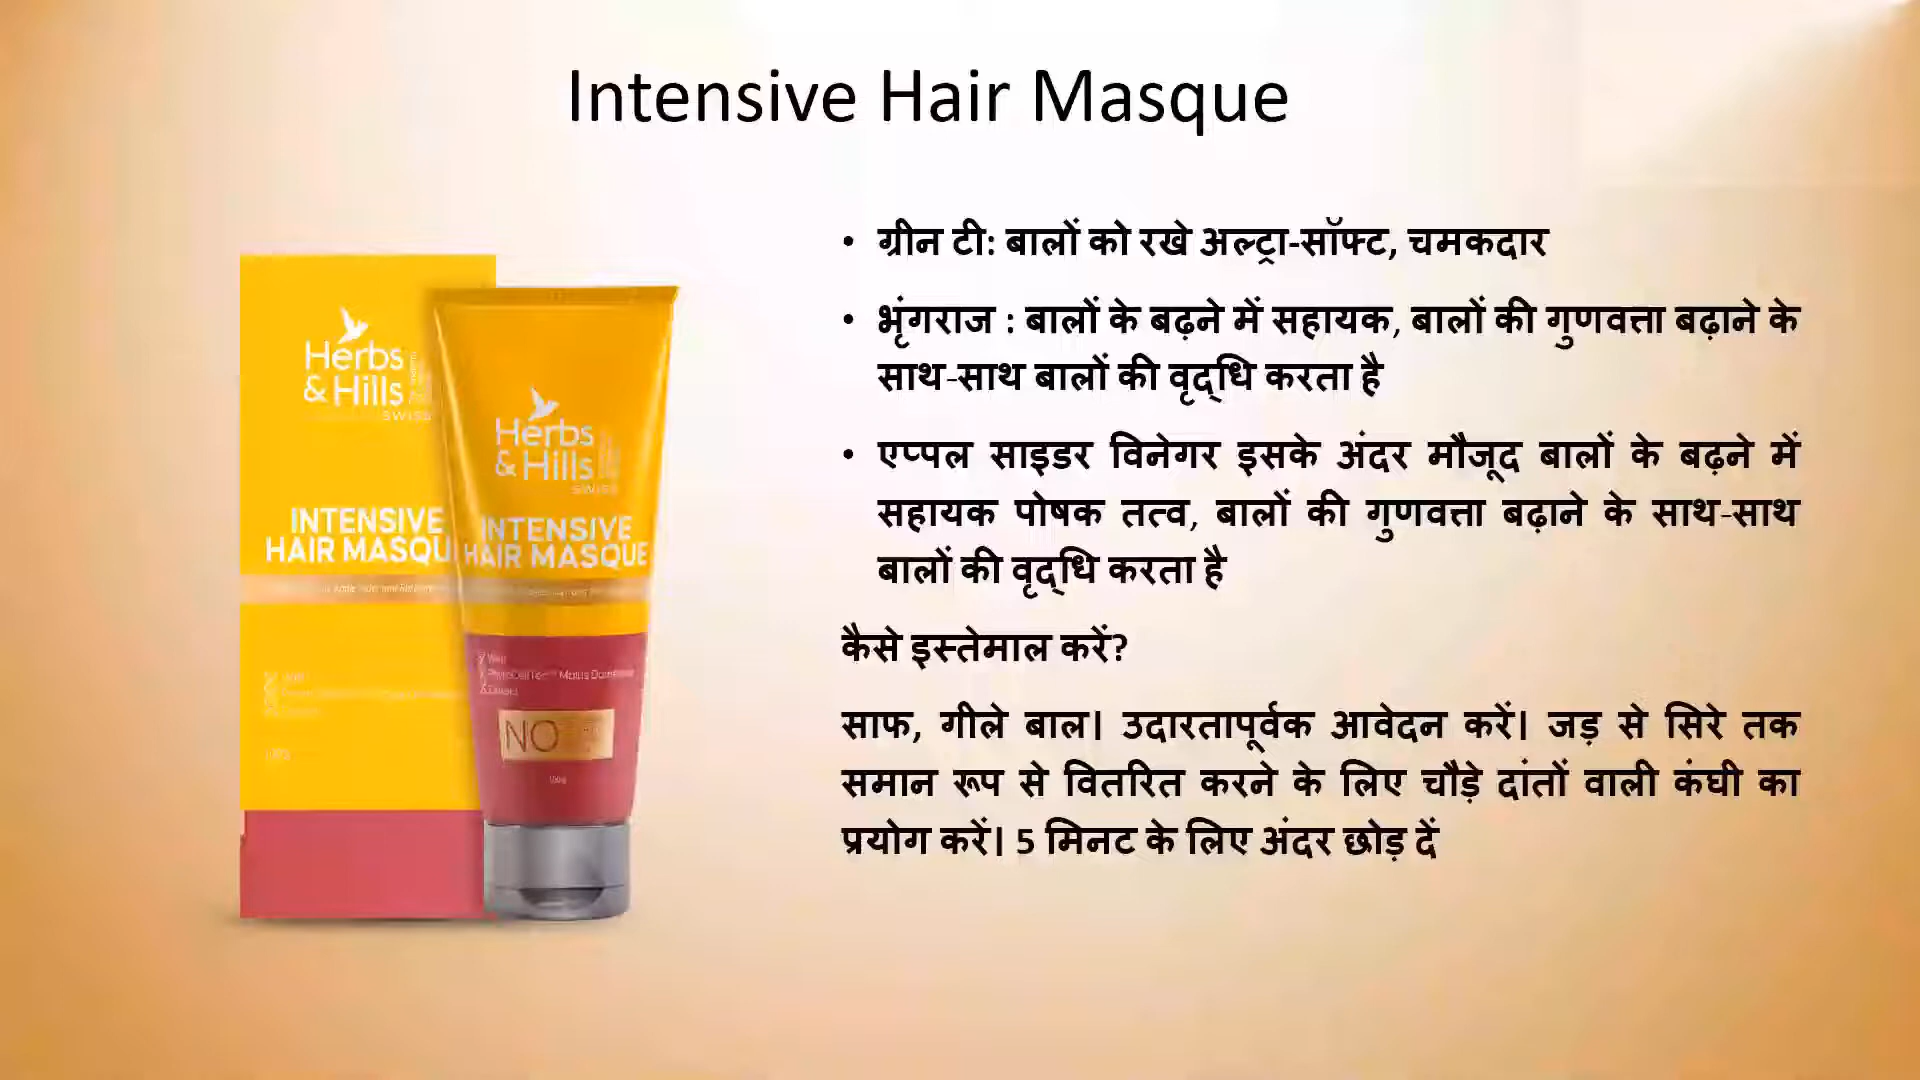 Intensive Hair Masque
• ग्रीन टी: बालों को रखे अल्ट्रा-सॉफ्ट, चमकदार
• भृंगराज : बालों के बढ़ने में सहायक, बालों की गुणवत्ता बढ़ाने के
साथ-साथ बालों की वृद्धि करता है
• एप्पल साइडर विनेगर इसके अंदर मौजूद बालों के बढ़ने में
सहायक पोषक तत्व, बालों की गुणवत्ता बढ़ाने के साथ-साथ
बालों की वृद्धि करता है
कैसे इस्तेमाल करें?
साफ, गीले बाल। उदारतापूर्वक आवेदन करें। जड़ से सिरे तक
समान रूप से वितरित करने के लिए चौड़े दांतों वाली कंघी का
प्रयोग करें। 5 मिनट के लिए अंदर छोड़ दें
Herbs
& Hills
SWISS
INTENSIVE
HAIR MASQU
Herbs
& Hills
SWISS
INTENSIVE
HAIR MASQUE
NO